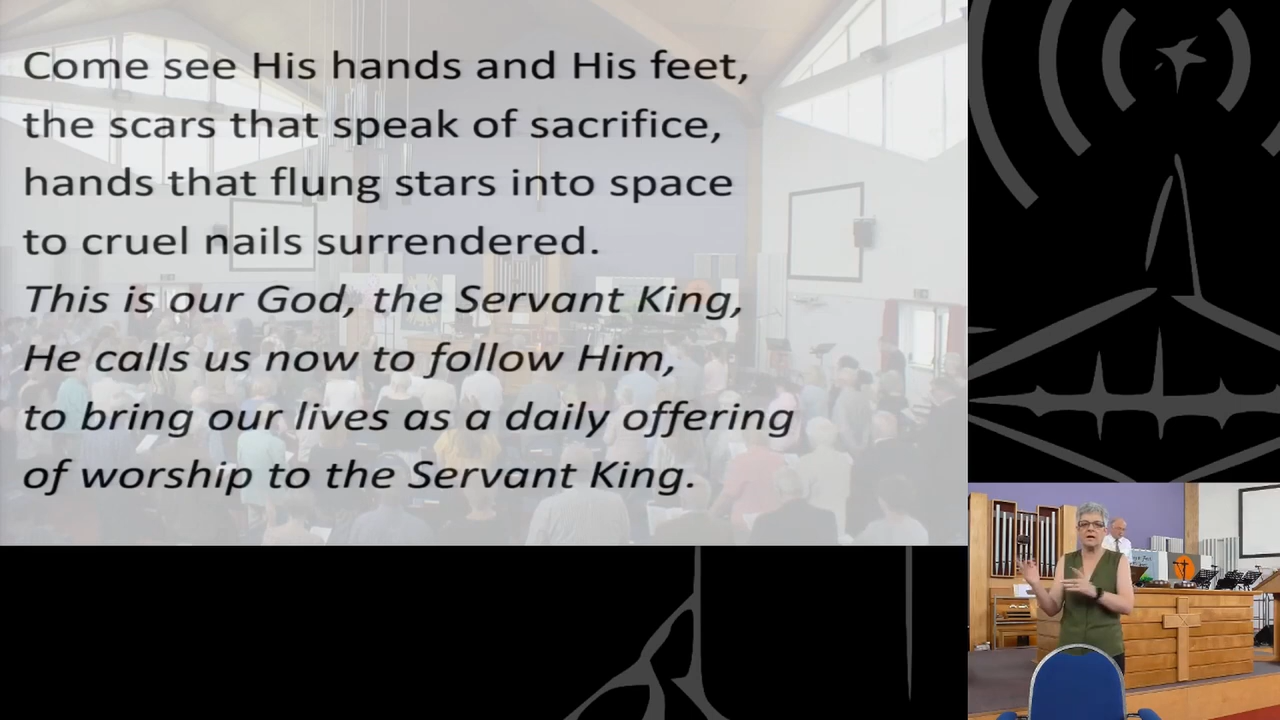 Come see His hands and His feet,
the scars that speak of sacrifice,
hands that flung stars into space
to cruel nails surrendered.
This is our God, the Servant King,
He calls us now to follow Him,
to bring our lives as a daily offering
of worship to the Servant King.